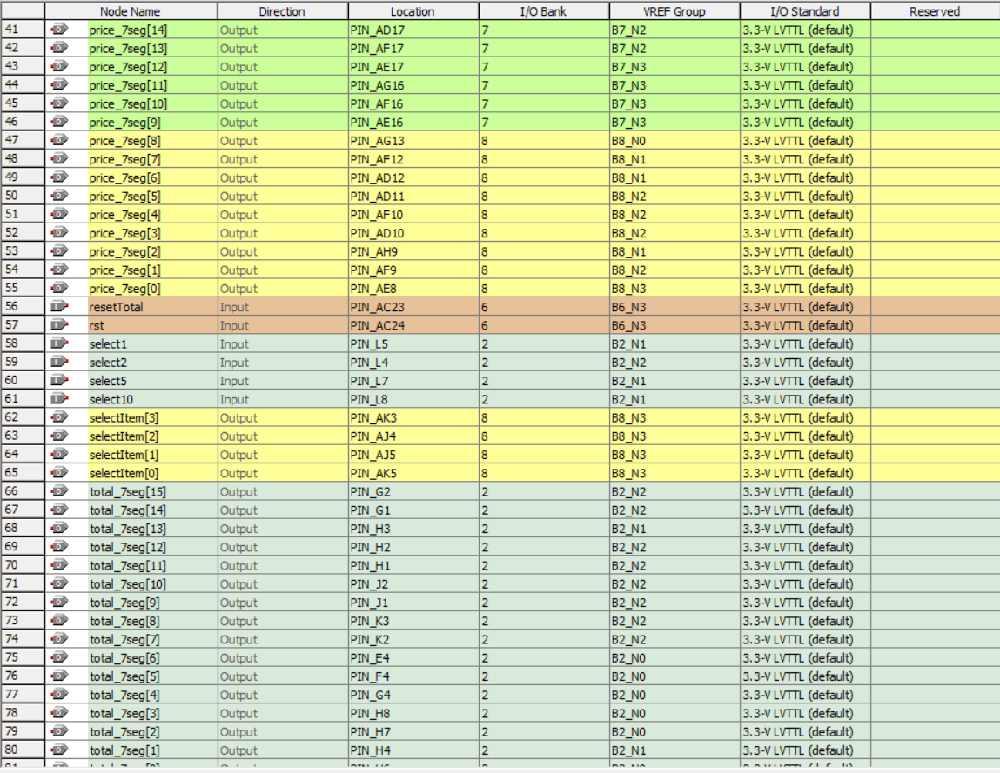 Node Name Direction Location I/O Bank VREF Group I/O Standard Reserved
41 price_7seg[14] Output PIN_AD17 7 B7_N2 3.3-V LVTTL (default)
42 price_7seg[13] Output PIN_AF17 7 B7_N2 3.3-V LVTTL (default)
43 price_7seg[12] Output PIN_AE17 7 B7_N3 3.3-V LVTTL (default)
44 price_7seg[11] Output PIN_AG16 7 B7_N3 3.3-V LVTTL (default)
45 price_7seg[10] Output PIN_AF16 7 B7_N3 3.3-V LVTTL (default)
46 price_7seg[9] Output PIN_AE16 7 B7_N3 3.3-V LVTTL (default)
47 price_7seg[8] Output PIN_AG13 8 B8_N0 3.3-V LVTTL (default)
48 price_7seg[7] Output PIN_AF12 8 B8_N1 3.3-V LVTTL (default)
49 price_7seg[6] Output PIN_AD12 8 B8_N1 3.3-V LVTTL (default)
50 price_7seg[5] Output PIN_AD11 8 B8_N2 3.3-V LVTTL (default)
51 price_7seg[4] Output PIN_AF10 8 B8_N2 3.3-V LVTTL (default)
52 price_7seg[3] Output PIN_AD10 8 B8_N2 3.3-V LVTTL (default)
53 price_7seg[2] Output PIN_AH9 8 B8_N1 3.3-V LVTTL (default)
54 price_7seg[1] Output PIN_AF9 8 B8_N2 3.3-V LVTTL (default)
55 price_7seg[0] Output PIN_AE8 8 B8_N3 3.3-V LVTTL (default)
56 resetTotal Input PIN_AC23 6 B6_N3 3.3-V LVTTL (default)
57 rst Input PIN_AC24 6 B6_N3 3.3-V LVTTL (default)
58 select1 Input PIN_L5 2 B2_N1 3.3-V LVTTL (default)
59 select2 Input PIN_L4 2 B2_N2 3.3-V LVTTL (default)
60 select5 Input PIN_L7 2 B2_N1 3.3-V LVTTL (default)
61 select10 Input PIN_L8 2 B2_N1 3.3-V LVTTL (default)
62 selectItem[3] Output PIN_AK3 8 B8_N3 3.3-V LVTTL (default)
63 selectItem[2] Output PIN_AJ4 8 B8_N3 3.3-V LVTTL (default)
64 selectItem[1] Output PIN_AJ5 8 B8_N3 3.3-V LVTTL (default)
65 selectItem[0] Output PIN_AK5 8 B8_N3 3.3-V LVTTL (default)
66 total_7seg[15] Output PIN_G2 2 B2_N2 3.3-V LVTTL (default)
67 total_7seg[14] Output PIN_G1 2 B2_N2 3.3-V LVTTL (default)
68 total_7seg[13] Output PIN_H3 2 B2_N1 3.3-V LVTTL (default)
69 total_7seg[12] Output PIN_H2 2 B2_N2 3.3-V LVTTL (default)
70 total_7seg[11] Output PIN_H1 2 B2_N2 3.3-V LVTTL (default)
71 total_7seg[10] Output PIN_J2 2 B2_N2 3.3-V LVTTL (default)
72 total_7seg[9] Output PIN_J1 2 B2_N2 3.3-V LVTTL (default)
73 total_7seg[8] Output PIN_K3 2 B2_N2 3.3-V LVTTL (default)
74 total_7seg[7] Output PIN_K2 2 B2_N2 3.3-V LVTTL (default)
75 total_7seg[6] Output PIN_E4 2 B2_N0 3.3-V LVTTL (default)
76 total_7seg[5] Output PIN_F4 2 B2_N0 3.3-V LVTTL (default)
77 total_7seg[4] Output PIN_G4 2 B2_N0 3.3-V LVTTL (default)
78 total_7seg[3] Output PIN_H8 2 B2_N0 3.3-V LVTTL (default)
79 total_7seg[2] Output PIN_H7 2 B2_N0 3.3-V LVTTL (default)
80 total_7seg[1] Output PIN_H4 2 B2_N1 3.3-V LVTTL (default)